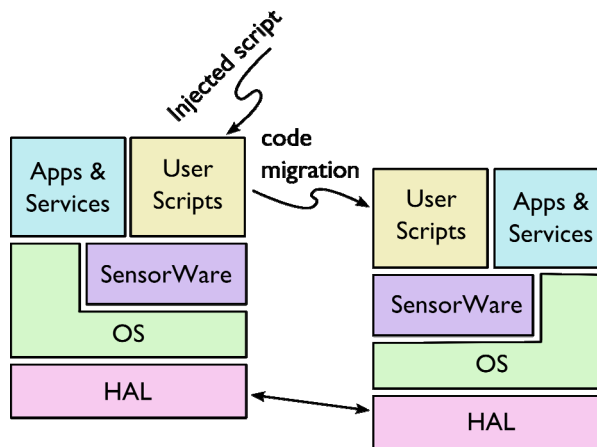 Injected script
code
migration
Apps &
Services
User
Scripts
SensorWare
OS
HAL
User
Scripts
Apps &
Services
SensorWare
OS
HAL